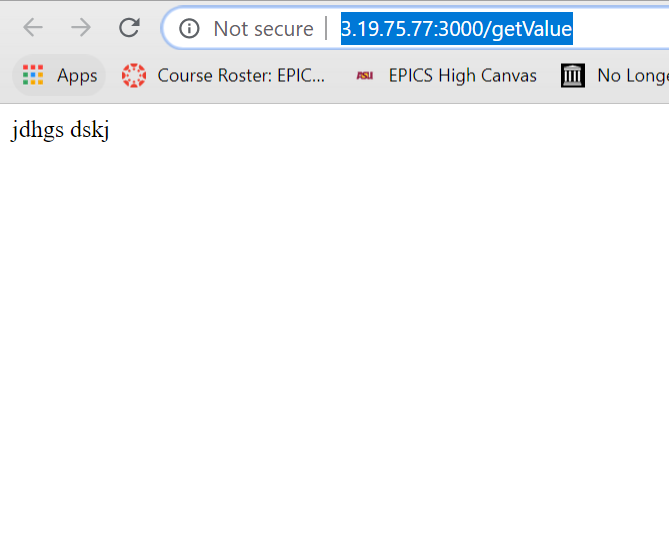 Not secure | 3.19.75.77:3000/getValue
Apps Course Roster: EPIC... ASU EPICS High Canvas No Longe
jdhgs dskj